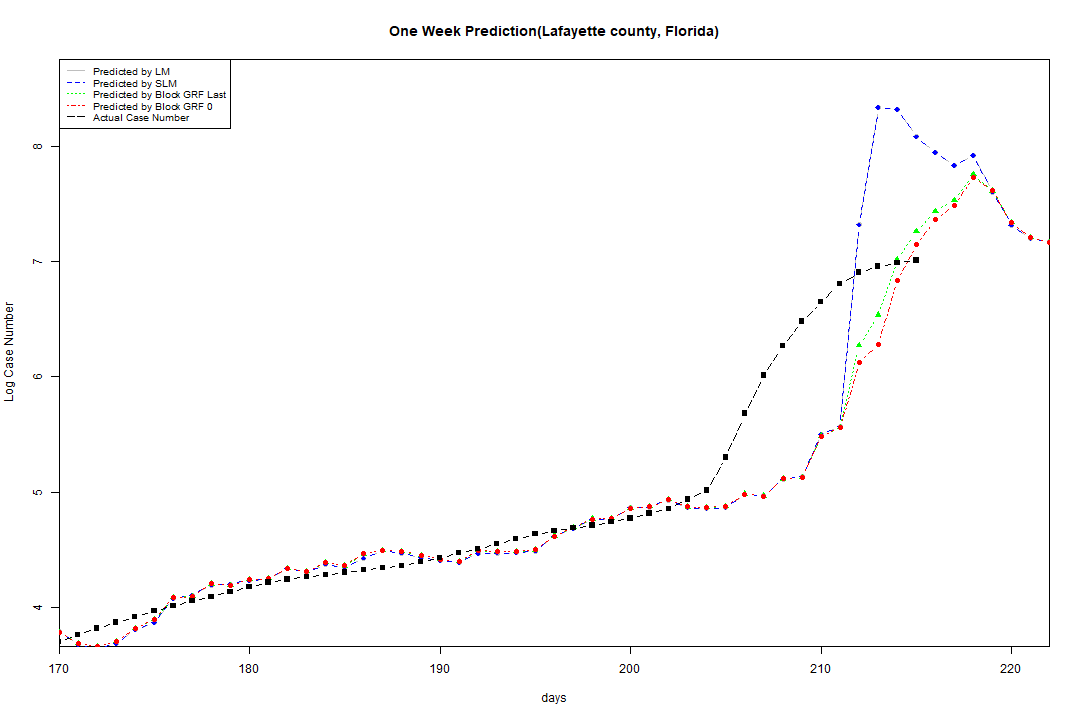 One Week Prediction(Lafayette county, Florida)
Predicted by LM
Predicted by SLM
Predicted by Block GRF Last
Predicted by Block GRF 0
Actual Case Number
8
7
6
5
4
Log Case Number
170 180 190 200 210 220
days